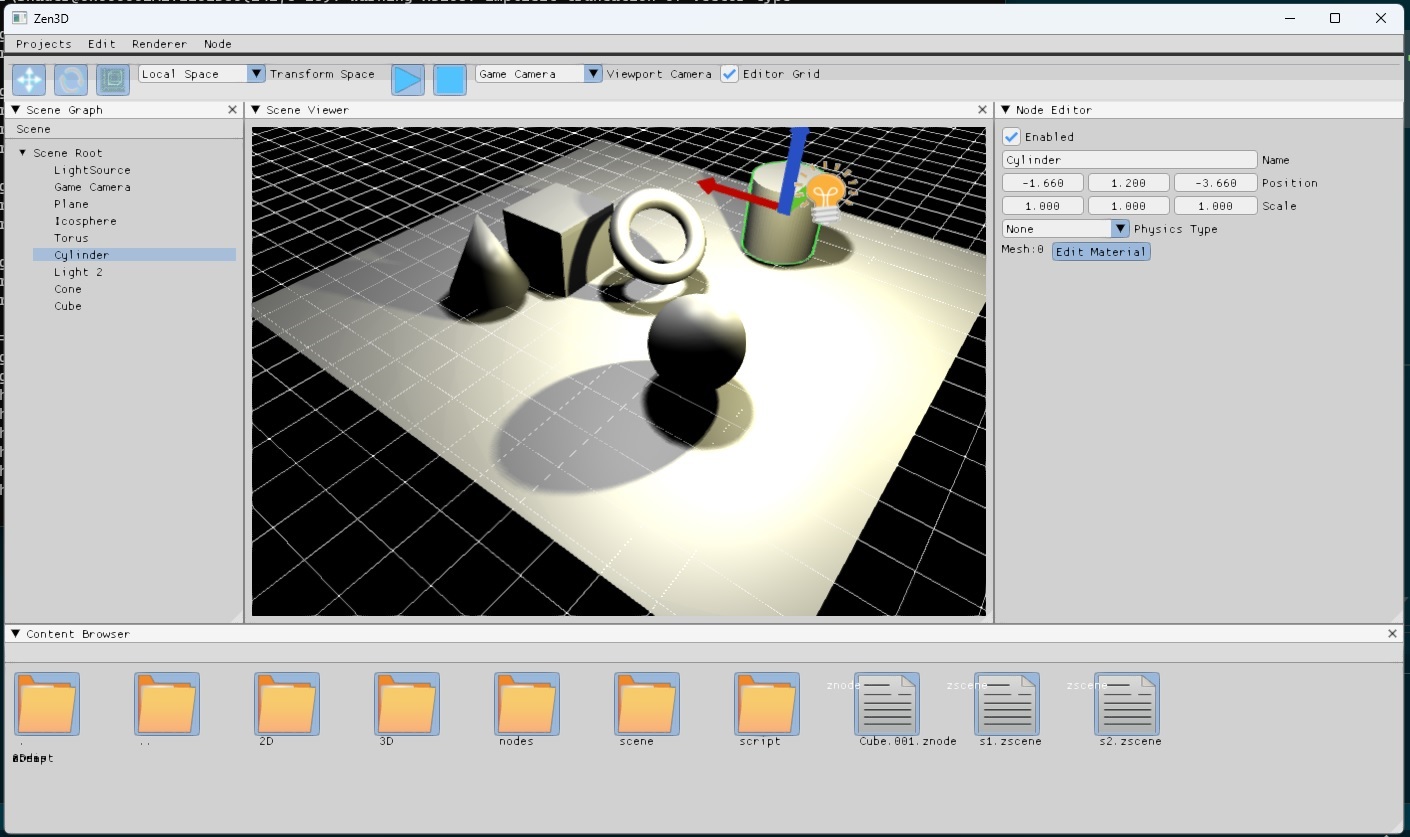 Zen3D
Projects Edit Renderer Node
Local Space Transform Space Game Camera Viewport Camera Editor Grid
Scene Graph
Scene
Scene Root
LightSource
Game Camera
Plane
Icosphere
Torus
Cylinder
Light 2
Cone
Cube
Scene Viewer
Node Editor
Enabled
Cylinder Name
-1.660 1.200 -3.660 Position
1.000 1.000 1.000 Scale
None Physics Type
Mesh:0 Edit Material
Content Browser
znode zscene zscene
. .. 2D 3D nodes scene script Cube.001.znode s1.zscene s2.zscene